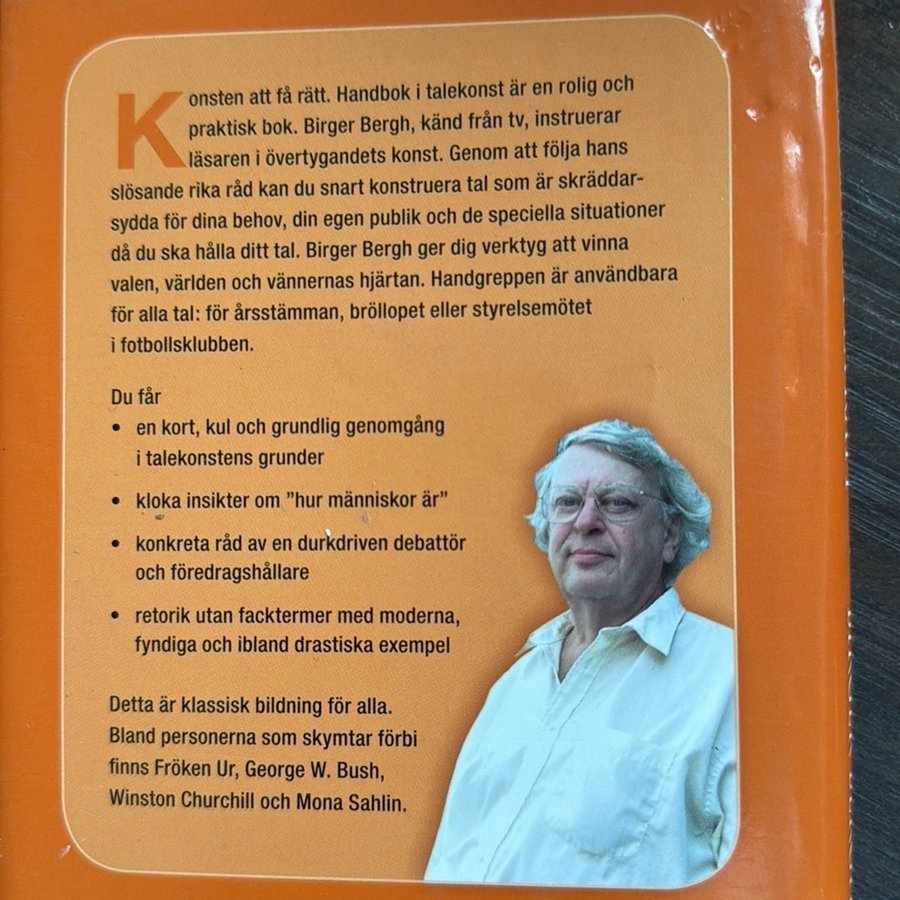 Konsten att få rätt. Handbok i talekonst är en rolig och
praktisk bok. Birger Bergh, känd från tv, instruerar
läsaren i övertygandets konst. Genom att följa hans
slösande rika råd kan du snart konstruera tal som är skräddar-
sydda för dina behov, din egen publik och de speciella situationer
då du ska hålla ditt tal. Birger Bergh ger dig verktyg att vinna
valen, världen och vännernas hjärtan. Handgreppen är användbara
för alla tal: för årsstämman, bröllopet eller styrelsemötet
i fotbollsklubben.
Du får
• en kort, kul och grundlig genomgång
i talekonstens grunder
• kloka insikter om ”hur människor är”
• konkreta råd av en durkdriven debattör
och föredragshållare
• retorik utan facktermer med moderna,
fyndiga och ibland drastiska exempel
Detta är klassisk bildning för alla.
Bland personerna som skymtar förbi
finns Fröken Ur, George W. Bush,
Winston Churchill och Mona Sahlin.